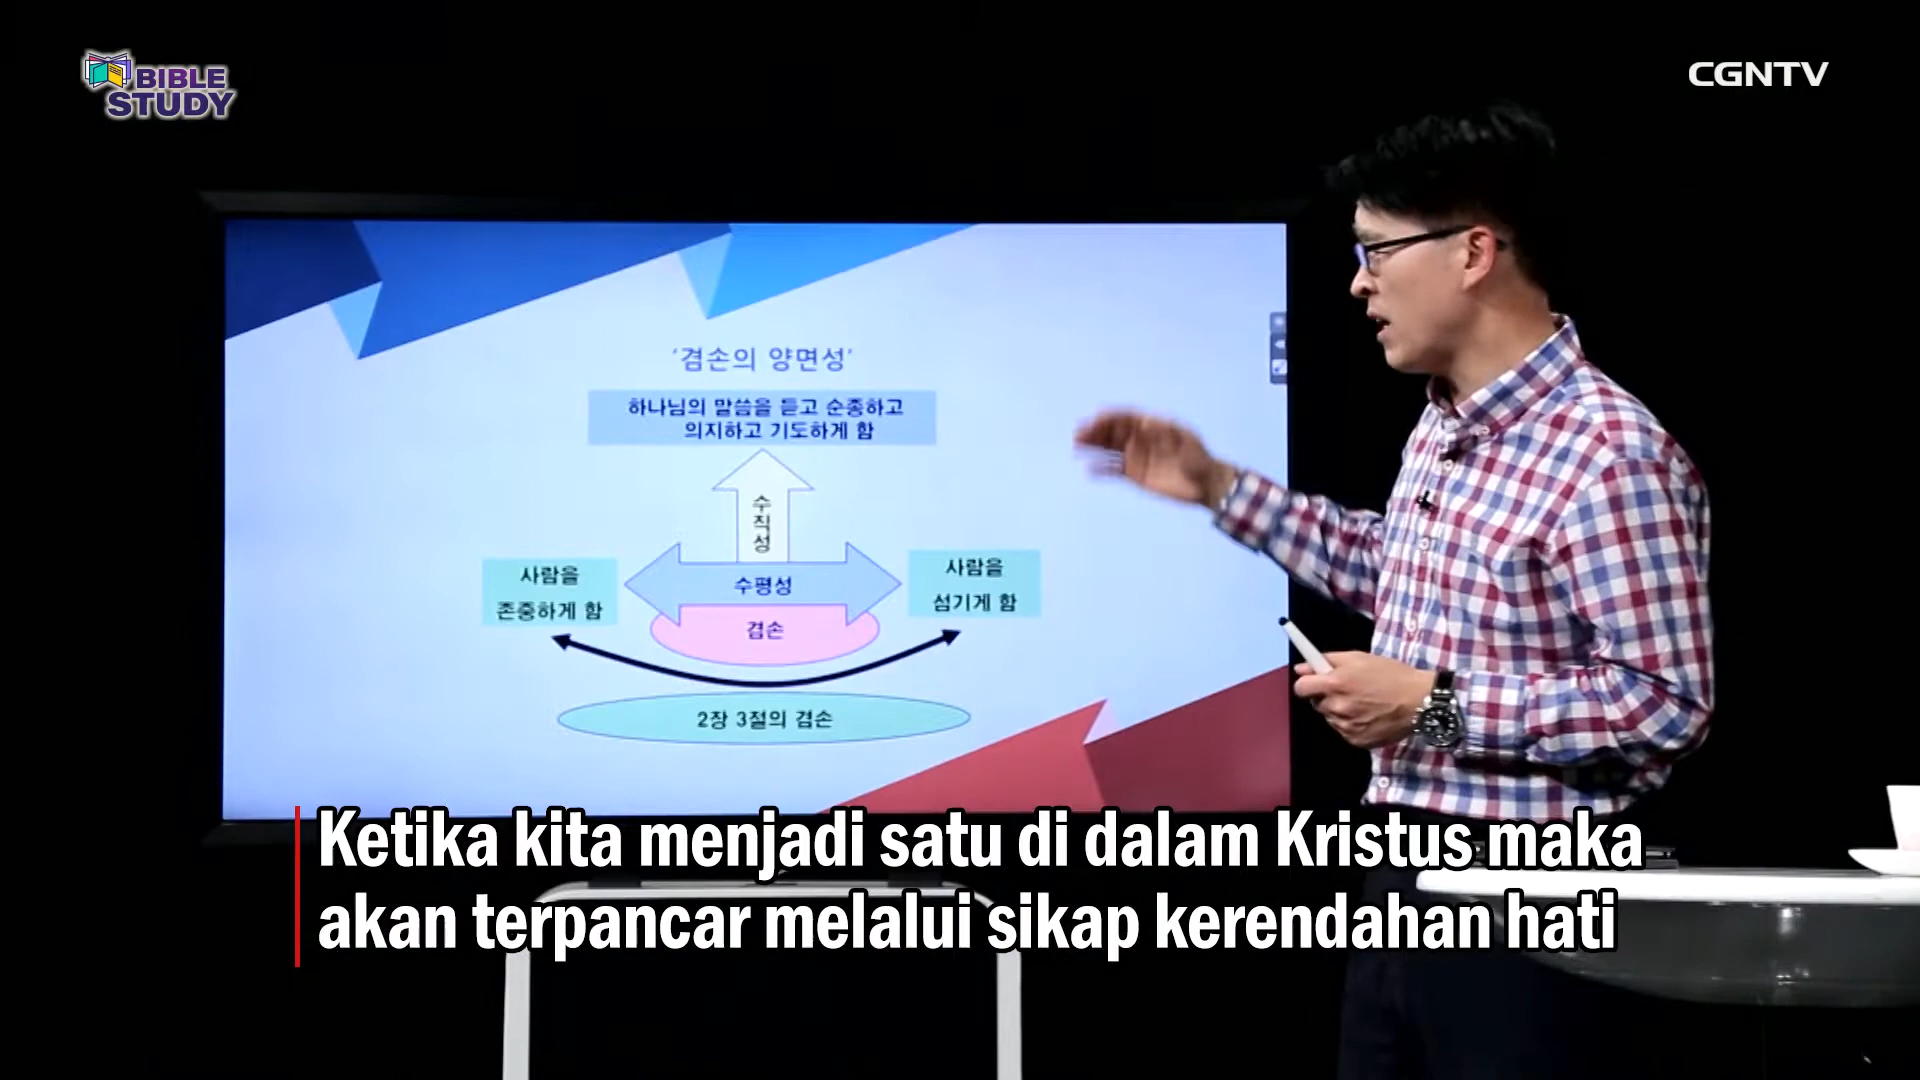 BIBLE
STUDY
CGNTV
'겸손의 양면성'
하나님의 말씀을 듣고 순종하고
의지하고 기도하게 함
수직성
사람을
존중하게 함
수평성
사람을
섬기게 함
겸손
2장 3절의 겸손
Ketika kita menjadi satu di dalam Kristus maka
akan terpancar melalui sikap kerendahan hati